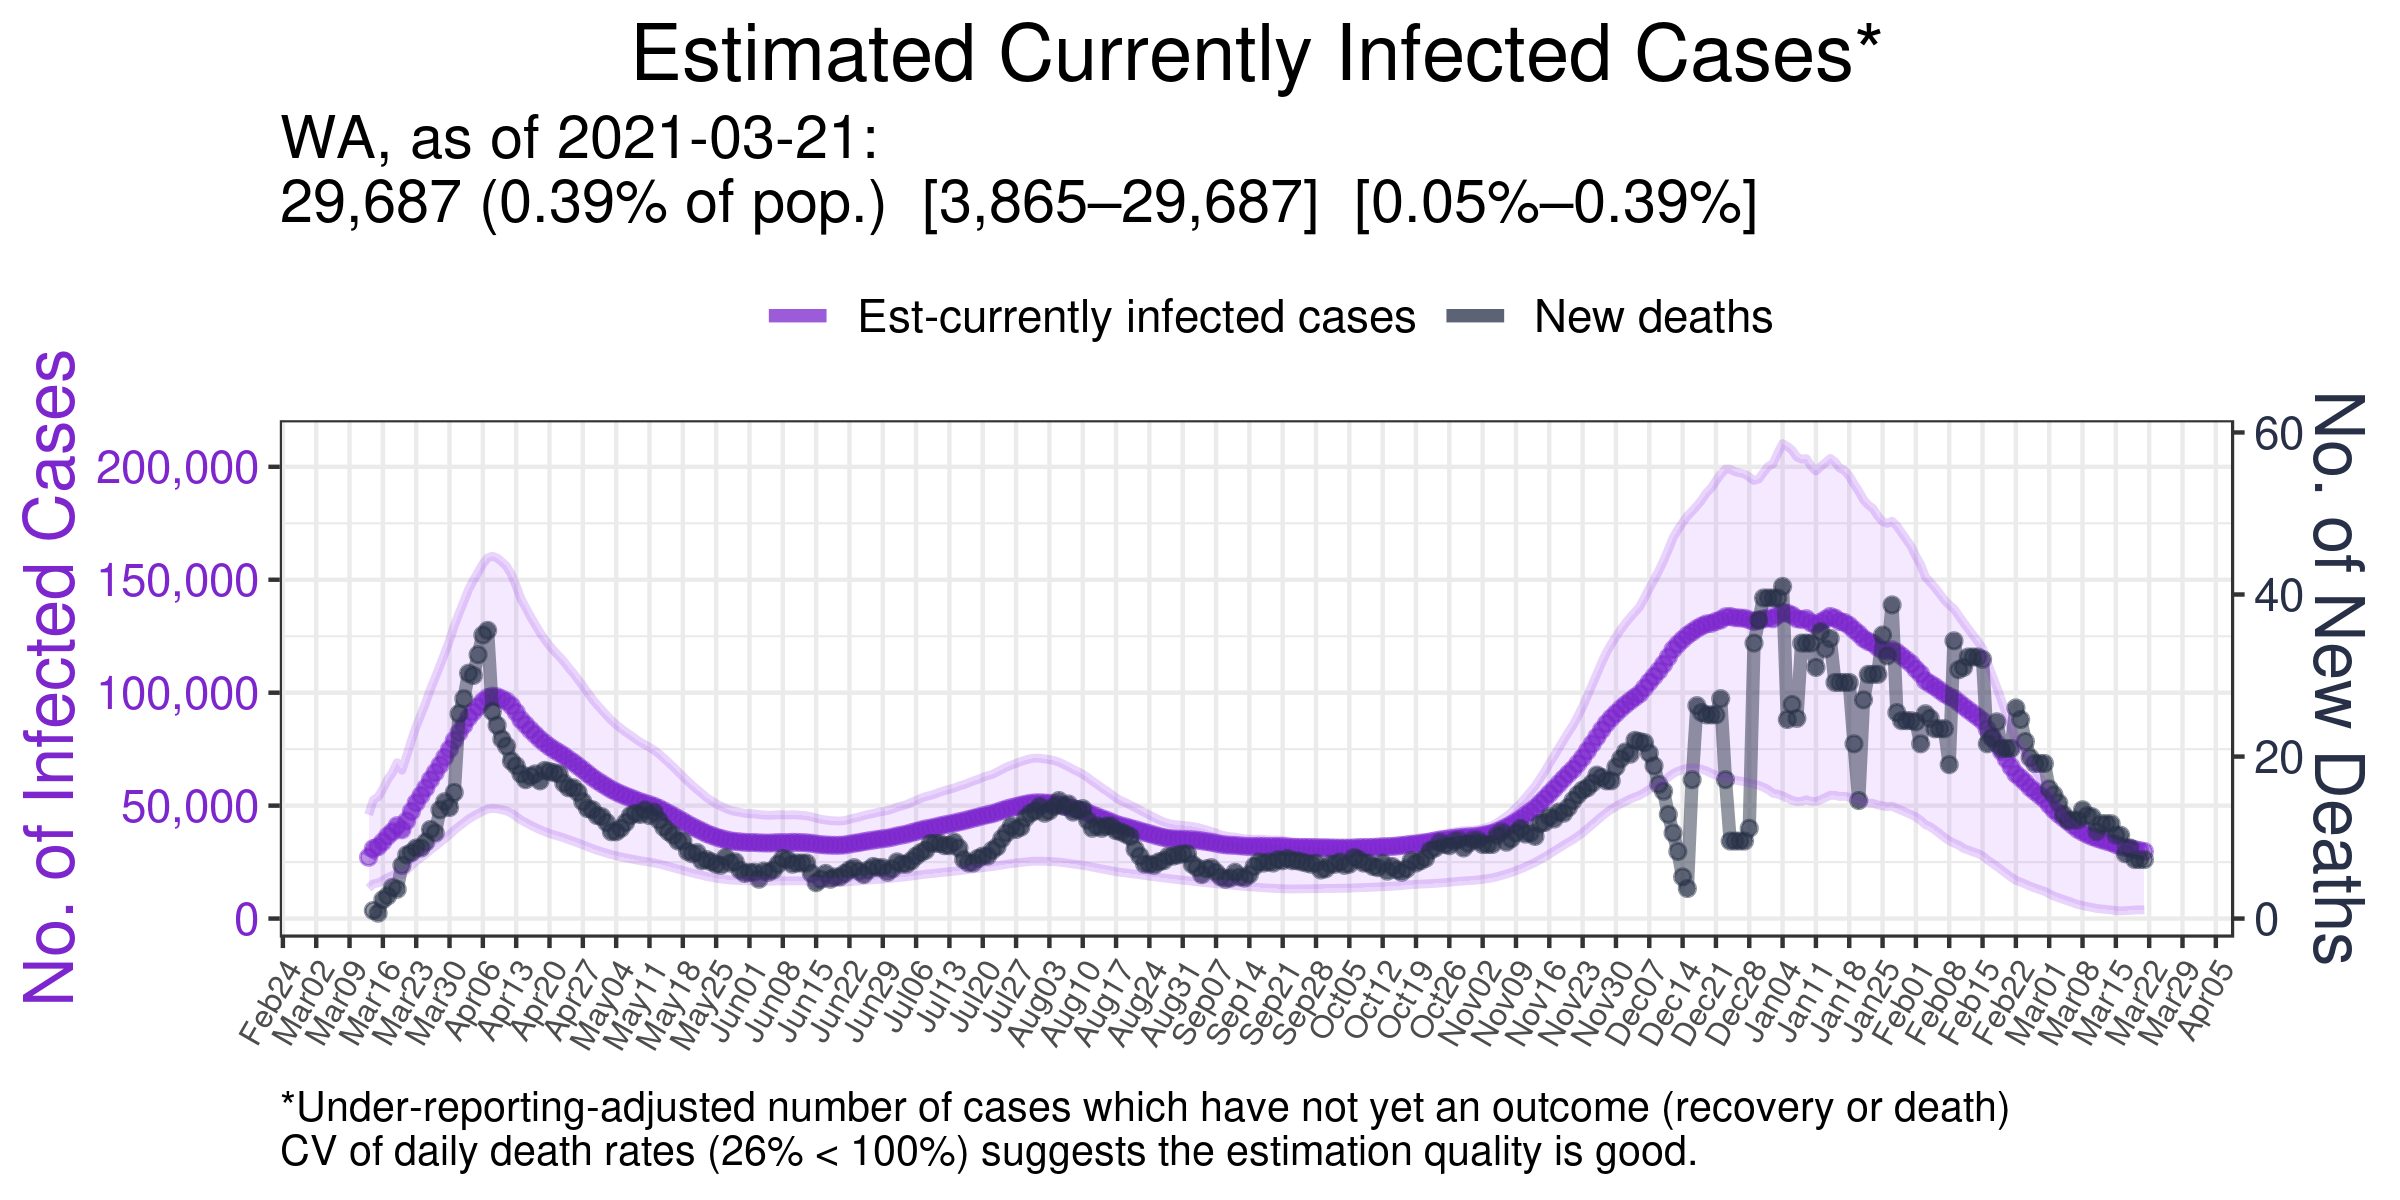 Estimated Currently Infected Cases*
WA, as of 2021-03-21:
29,687 (0.39% of pop.) [3,865–29,687] [0.05%–0.39%]
Est-currently infected cases
New deaths
No. of Infected Cases
200,000
150,000
100,000
50,000
0
60
40
20
0
No. of New Deaths
Feb24
Mar02
Mar09
Mar16
Mar23
Mar30
Apr06
Apr13
Apr20
Apr27
May04
May11
May18
May25
Jun01
Jun08
Jun15
Jun22
Jun29
Jul06
Jul13
Jul20
Jul27
Aug03
Aug10
Aug17
Aug24
Aug31
Sep07
Sep14
Sep21
Sep28
Oct05
Oct12
Oct19
Oct26
Nov02
Nov09
Nov16
Nov23
Nov30
Dec07
Dec14
Dec21
Dec28
Jan04
Jan11
Jan18
Jan25
Feb01
Feb08
Feb15
Feb22
Mar01
Mar08
Mar15
Mar22
Mar29
Apr05
*Under-reporting-adjusted number of cases which have not yet an outcome (recovery or death)
CV of daily death rates (26% < 100%) suggests the estimation quality is good.